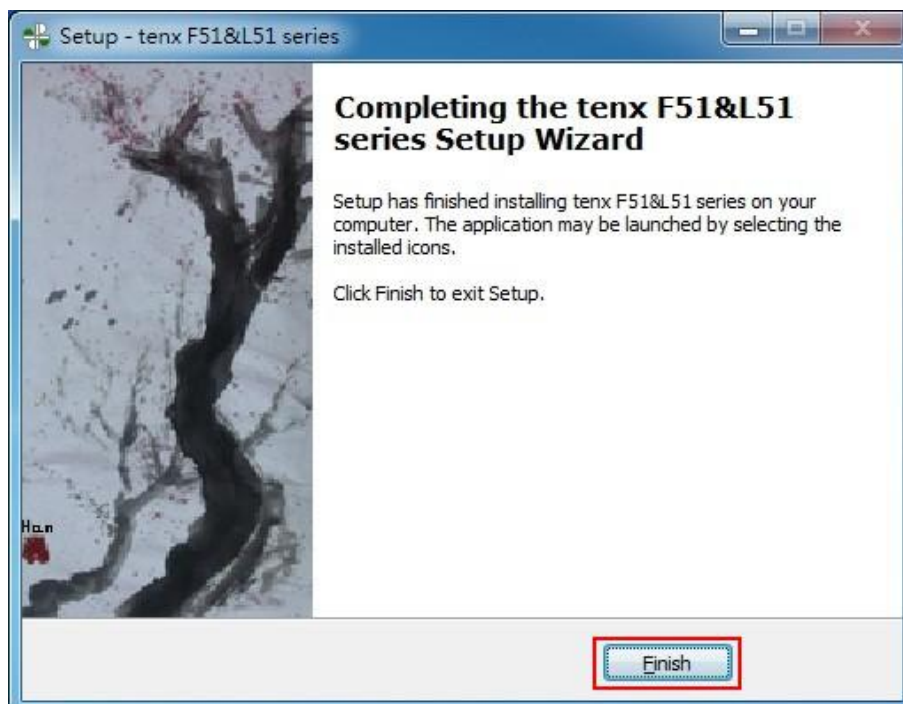 Setup - tenx F51&L51 series
Completing the tenx F51&L51
series Setup Wizard
Setup has finished installing tenx F51&L51 series on your
computer. The application may be launched by selecting the
installed icons.
Click Finish to exit Setup.
Han
Finish